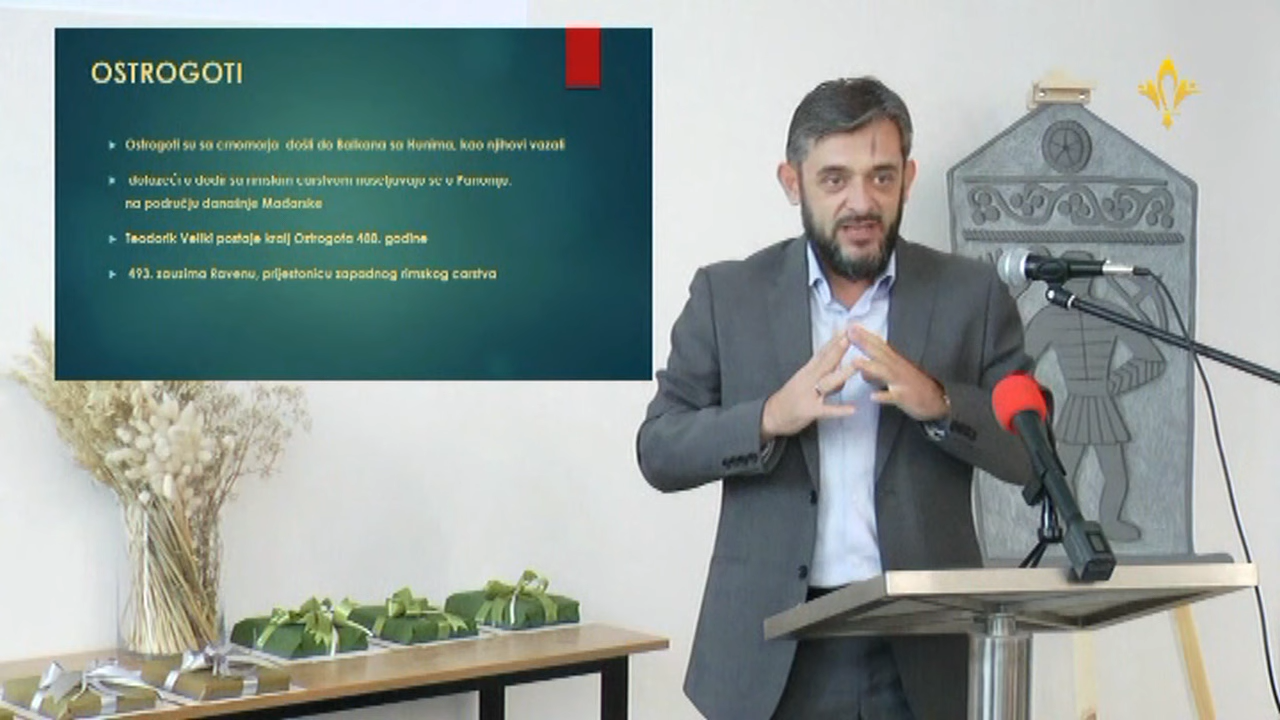 OSTROGOTI
Ostrogoti su sa crnomorja došli do Balkana sa Hunima, kao njihovi vazali
dolazeći u dodir sa rimskim carstvom naseljavaju se u Panoniju,
na području današnje Mađarske
Teodorik Veliki postaje kralj Ostrogota 488. godine
493. zauzima Ravenu, prijestonicu zapadnog rimskog carstva